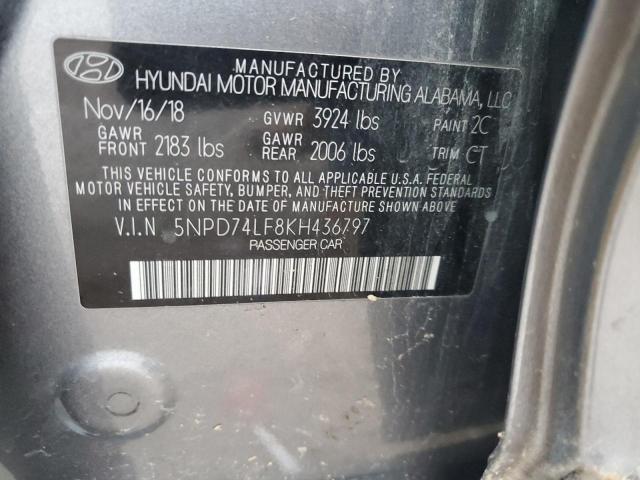 MANUFACTURED BY
HYUNDAI MOTOR MANUFACTURING ALABAMA, LLC
Nov/16/18 GVWR 3924 lbs PAINT 2C
GAWR FRONT 2183 lbs GAWR REAR 2006 lbs TRIM CT
THIS VEHICLE CONFORMS TO ALL APPLICABLE U.S.A. FEDERAL
MOTOR VEHICLE SAFETY, BUMPER, AND THEFT PREVENTION STANDARDS
IN EFFECT ON THE DATE OF MANUFACTURE SHOWN ABOVE.
V.I.N 5NPD74LF8KH436797
PASSENGER CAR